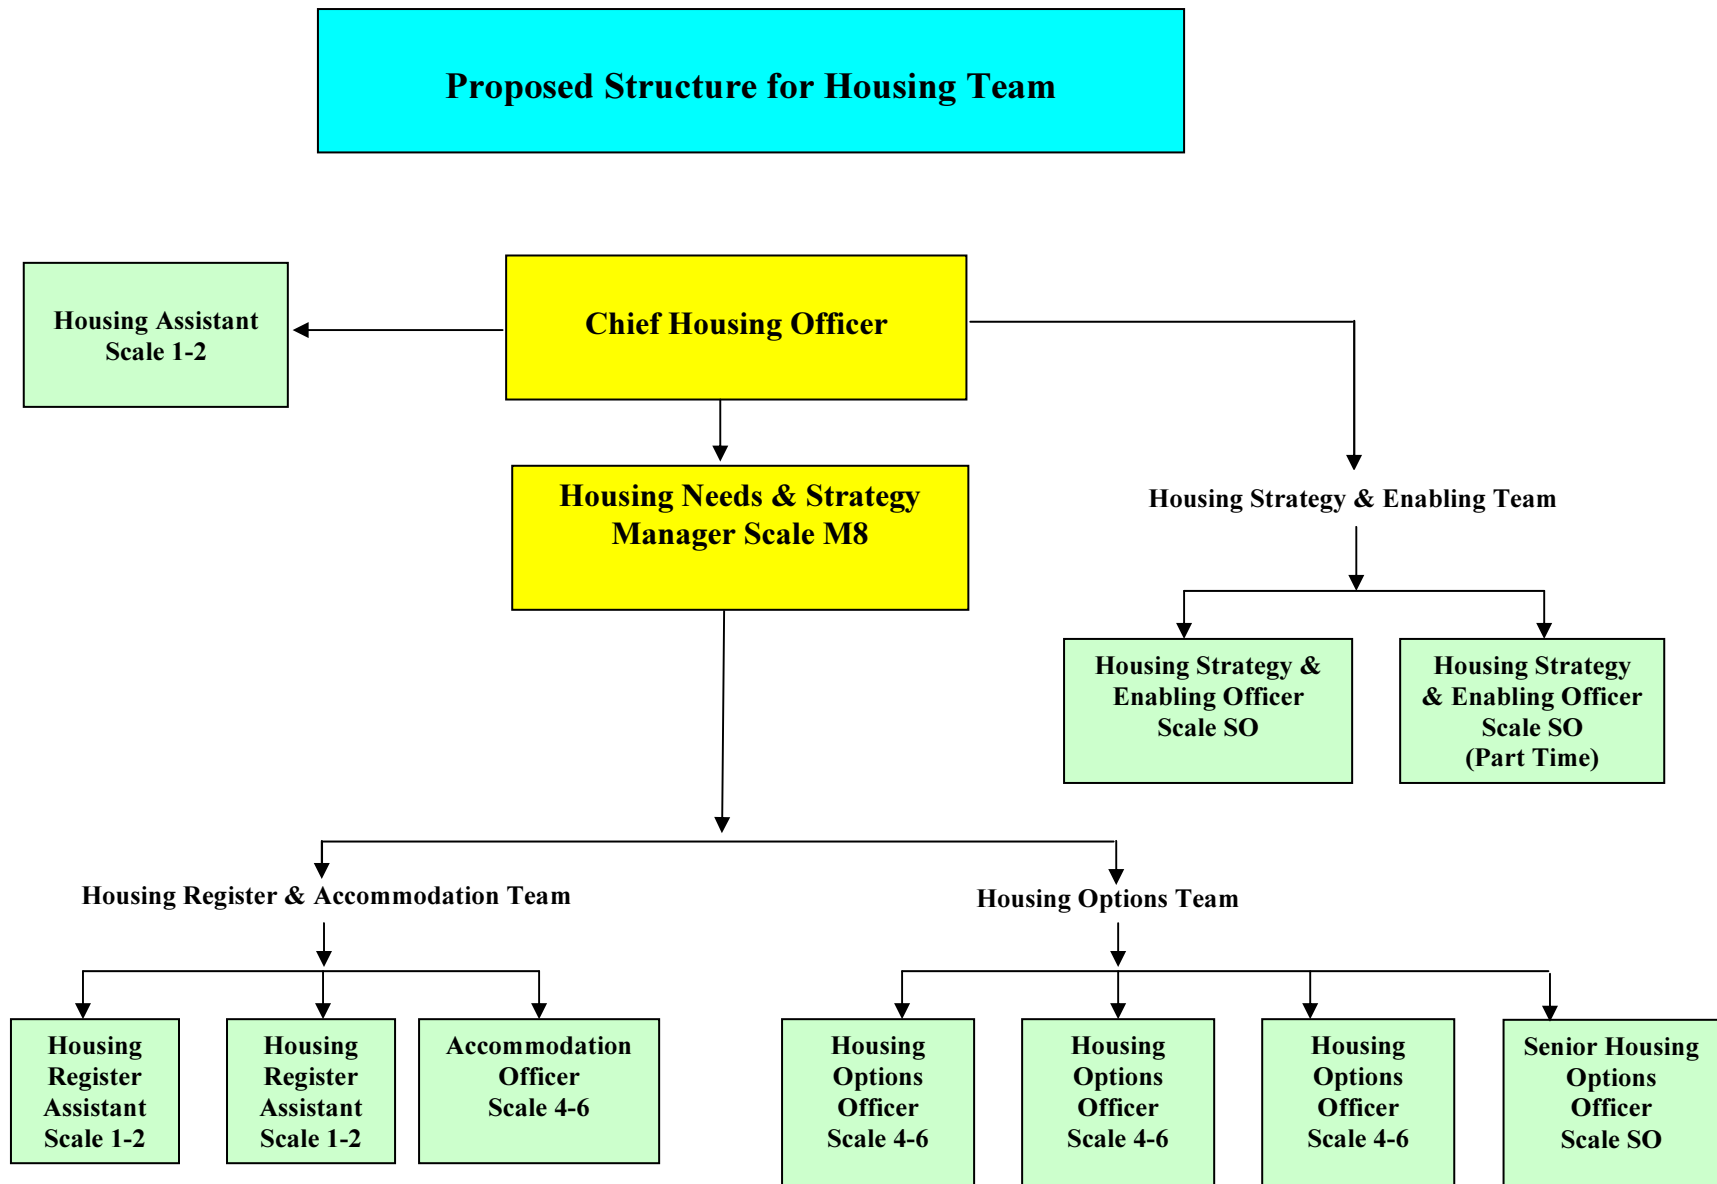 Proposed Structure for Housing Team
Housing Assistant
Scale 1-2
Chief Housing Officer
Housing Needs & Strategy
Manager Scale M8
Housing Strategy & Enabling Team
Housing Strategy &
Enabling Officer
Scale SO
Housing Strategy
& Enabling Officer
Scale SO
(Part Time)
Housing Register & Accommodation Team
Housing Options Team
Housing
Register
Assistant
Scale 1-2
Housing
Register
Assistant
Scale 1-2
Accommodation
Officer
Scale 4-6
Housing
Options
Officer
Scale 4-6
Housing
Options
Officer
Scale 4-6
Housing
Options
Officer
Scale 4-6
Senior Housing
Options
Officer
Scale SO